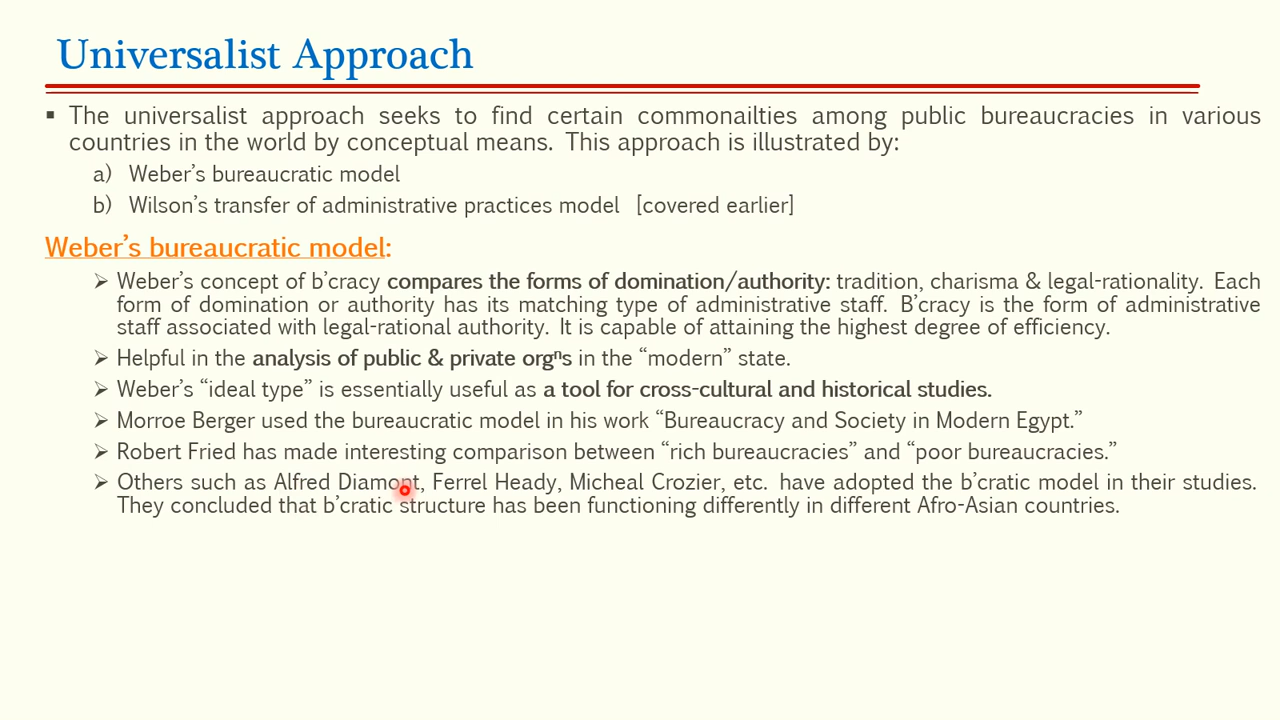 Universalist Approach
▪ The universalist approach seeks to find certain commonailties among public bureaucracies in various
countries in the world by conceptual means. This approach is illustrated by:
a) Weber’s bureaucratic model
b) Wilson’s transfer of administrative practices model [covered earlier]
Weber’s bureaucratic model:
➢ Weber’s concept of b’cracy compares the forms of domination/authority: tradition, charisma & legal-rationality. Each
form of domination or authority has its matching type of administrative staff. B’cracy is the form of administrative
staff associated with legal-rational authority. It is capable of attaining the highest degree of efficiency.
➢ Helpful in the analysis of public & private orgⁿs in the “modern” state.
➢ Weber’s “ideal type” is essentially useful as a tool for cross-cultural and historical studies.
➢ Morroe Berger used the bureaucratic model in his work “Bureaucracy and Society in Modern Egypt.”
➢ Robert Fried has made interesting comparison between “rich bureaucracies” and “poor bureaucracies.”
➢ Others such as Alfred Diamont, Ferrel Heady, Micheal Crozier, etc. have adopted the b’cratic model in their studies.
They concluded that b’cratic structure has been functioning differently in different Afro-Asian countries.